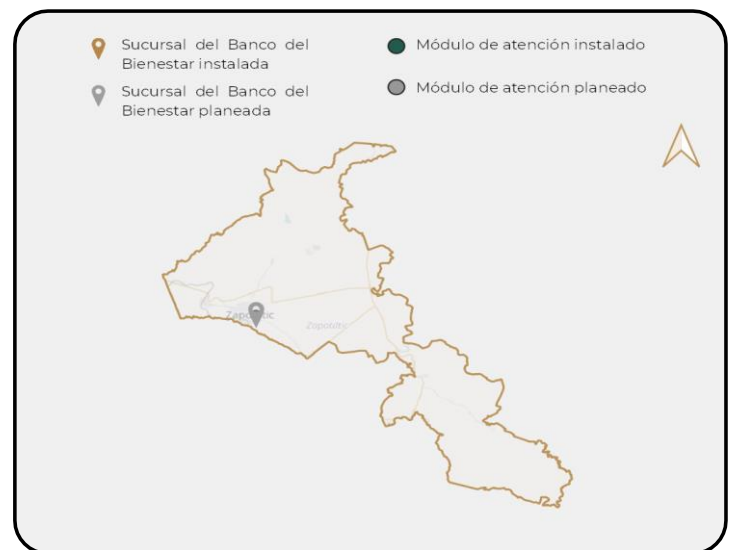 Sucursal del Banco del
Bienestar instalada
Sucursal del Banco del
Bienestar planeada
Módulo de atención instalado
Módulo de atención planeado
Zapotiltic